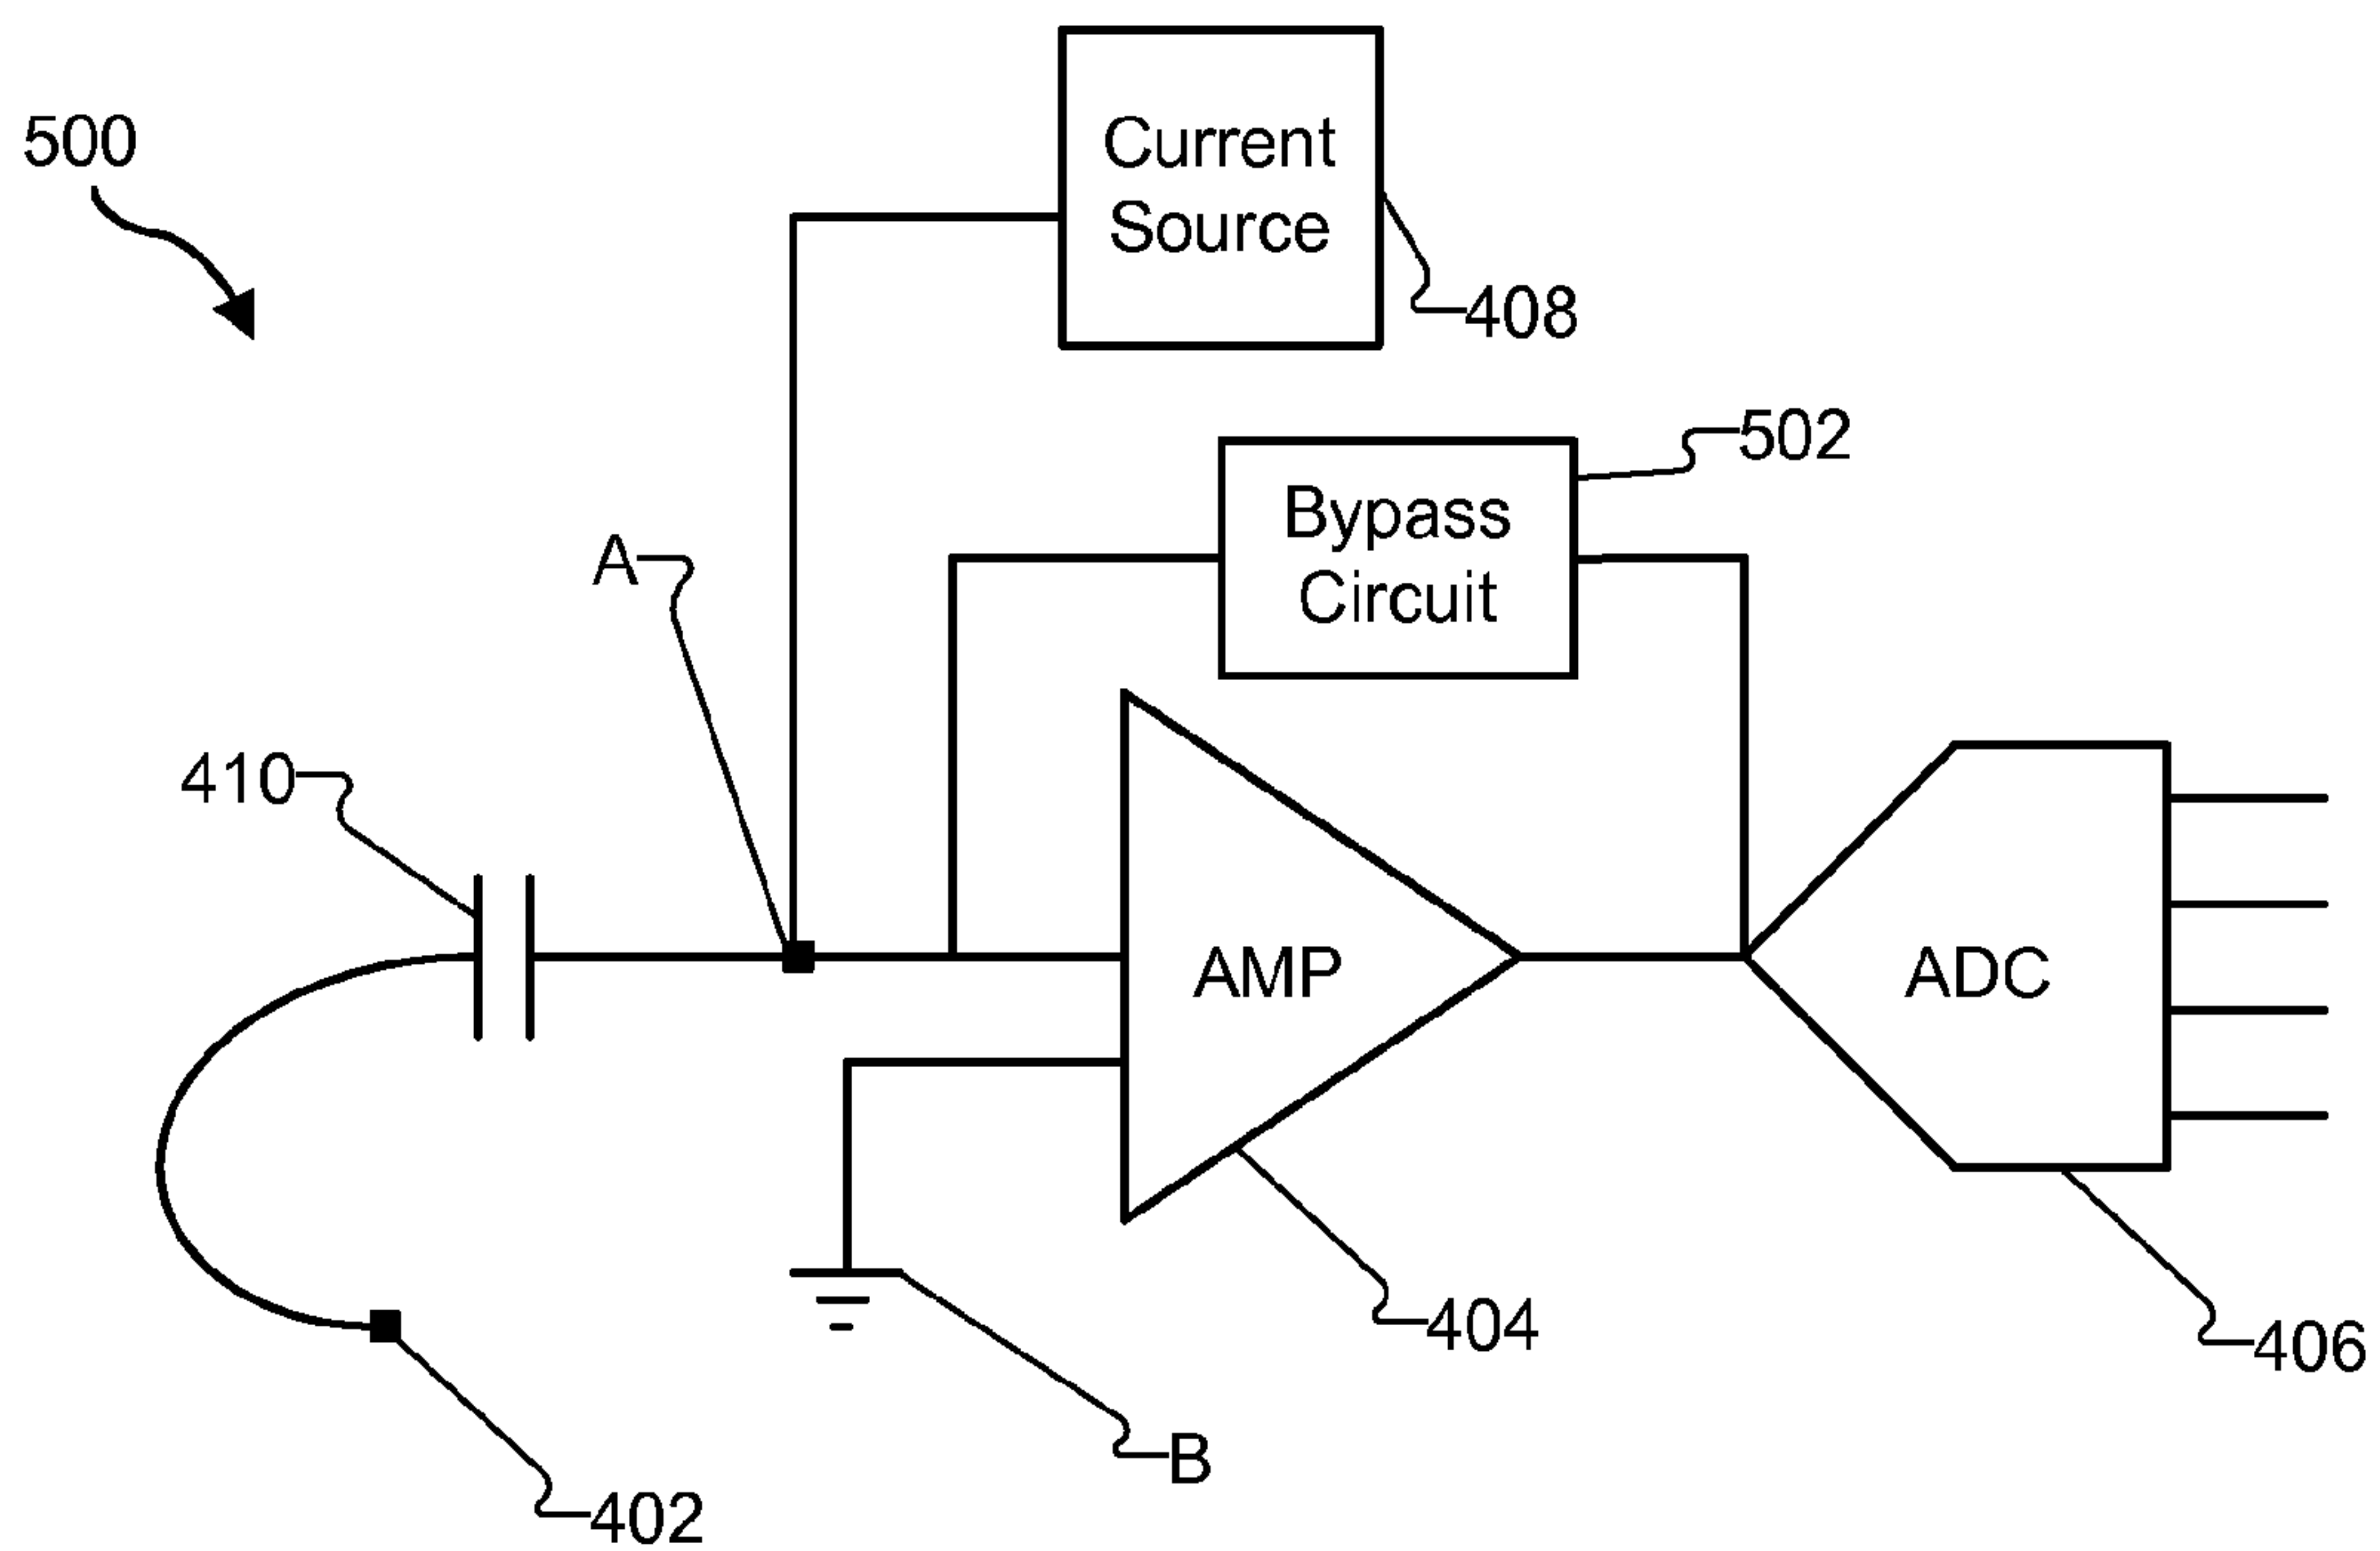 500
Current
Source
408
502
Bypass
Circuit
A
410
AMP
ADC
404
406
B
402